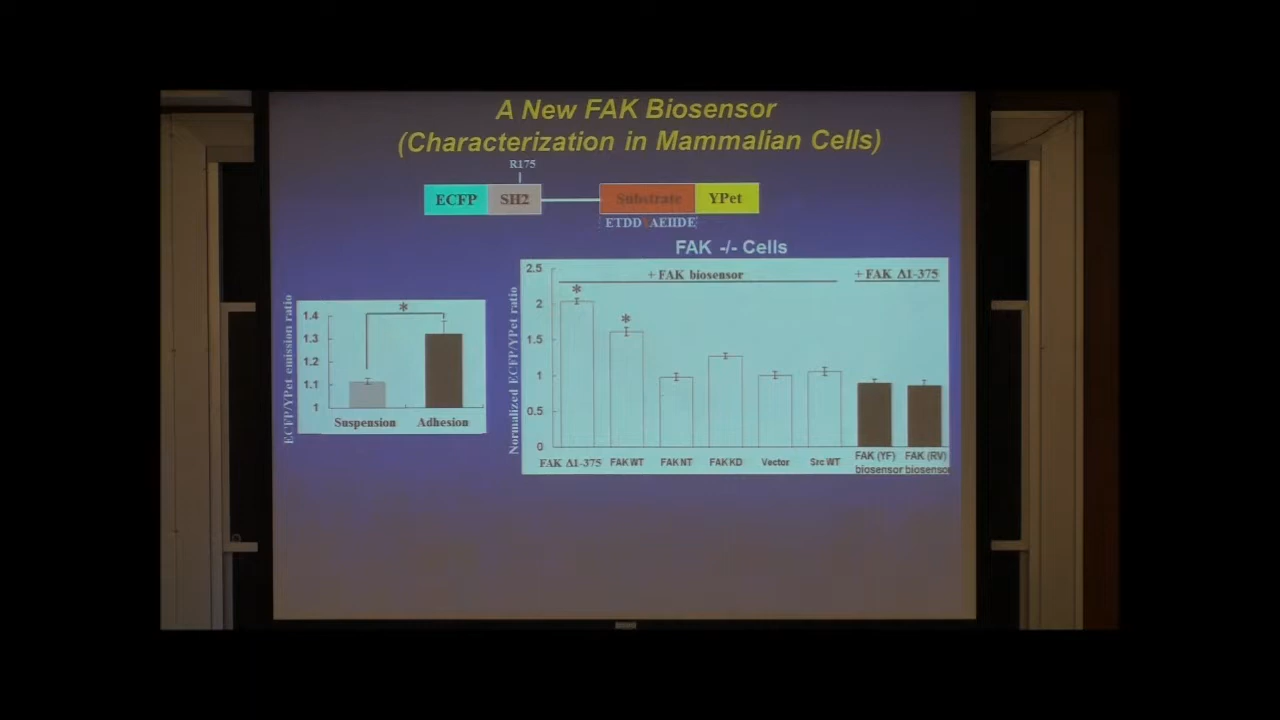 A New FAK Biosensor
(Characterization in Mammalian Cells)
R175
ECFP SH2 Substrate YPet
ETDD AEIIDE
FAK -/- Cells
ECFP/YPet emission ratio
1.4
1.3
1.2
1.1
1
*
Suspension Adhesion
Normalized ECFP/YPet ratio
2.5
2
1.5
1
0.5
0
+ FAK biosensor + FAK Δ1-375
*
*
FAK Δ1-375 FAK WT FAK NT FAK KD Vector Src WT FAK (YF) FAK (RV)
biosensor biosensor